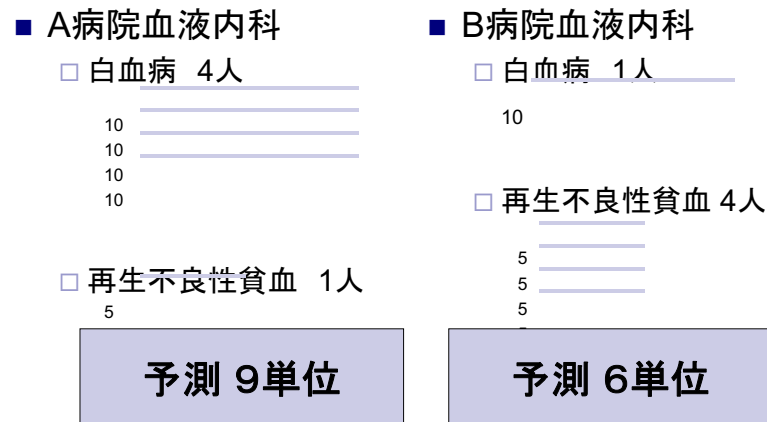 A病院血液内科
白血病 4人
10
10
10
10
再生不良性貧血 1人
5
予測 9単位
B病院血液内科
白血病 1人
10
再生不良性貧血 4人
5
5
5
予測 6単位